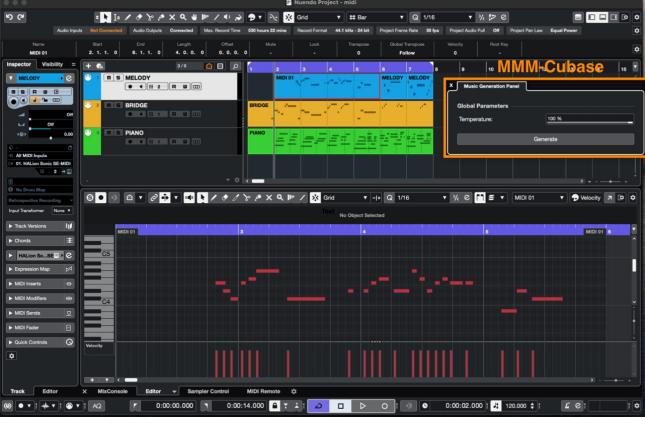 Nuendo Project - midi
Grid
Bar
Q 1/16
Audio Inputs Not Connected Audio Outputs Connected Max. Record Time 500 hours 22 mins Record Format 44.1 kHz - 24 bit Project Frame Rate 30 fps Project Audio Pull Off Project Pan Law Equal Power
Name Start End Length Offset Mute Lock Transpose Global Transpose Velocity Root Key
MIDI 01 2. 1. 1. 0 6. 1. 1. 0 4. 0. 0. 0 0. 0. 0. 0 - - 0 Follow 0 -
MMM-Cubase
Inspector Visibility
3 / 8
1 2 3 4 5 6 7 8 9 10 16
MELODY
MELODY
MIDI 01 MELODY MELODY
X Music Generation Panel
Global Parameters
Temperature: 100 %
Generate
BRIDGE
BRIDGE
PIANO
PIANO
Off
Off
0.00
All MIDI Inputs
01. HALion Sonic SE-MIDI
2
No Drum Map
Retrospective Recording
Input Transformer None
Track Versions
Chords
HALion So...SE
Expression Map
MIDI Inserts
MIDI Modifiers
MIDI Sends
MIDI Fader
Quick Controls
Grid
Q 1/16
MIDI 01
Velocity
No Object Selected
MIDI 01 3 4 5 MIDI 01 6
C5
C4
Velocity
Track Editor
X MixConsole Editor Sampler Control MIDI Remote
AQ
0:00:00.000
0:00:14.000
0:00:02.000
120.000